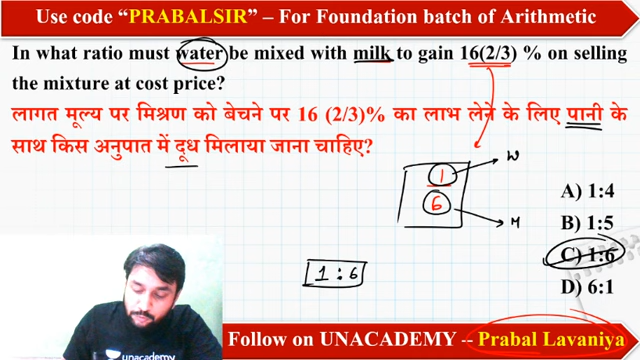 Use code “PRABALSIR” – For Foundation batch of Arithmetic
In what ratio must water be mixed with milk to gain 16(2/3) % on selling
the mixture at cost price?
लागत मूल्य पर मिश्रण को बेचने पर 16 (2/3)% का लाभ लेने के लिए पानी के
साथ किस अनुपात में दूध मिलाया जाना चाहिए?
1 W
6 M
1 : 6
A) 1:4
B) 1:5
C) 1:6
D) 6:1
unacademy
Follow on UNACADEMY -- Prabal Lavaniya